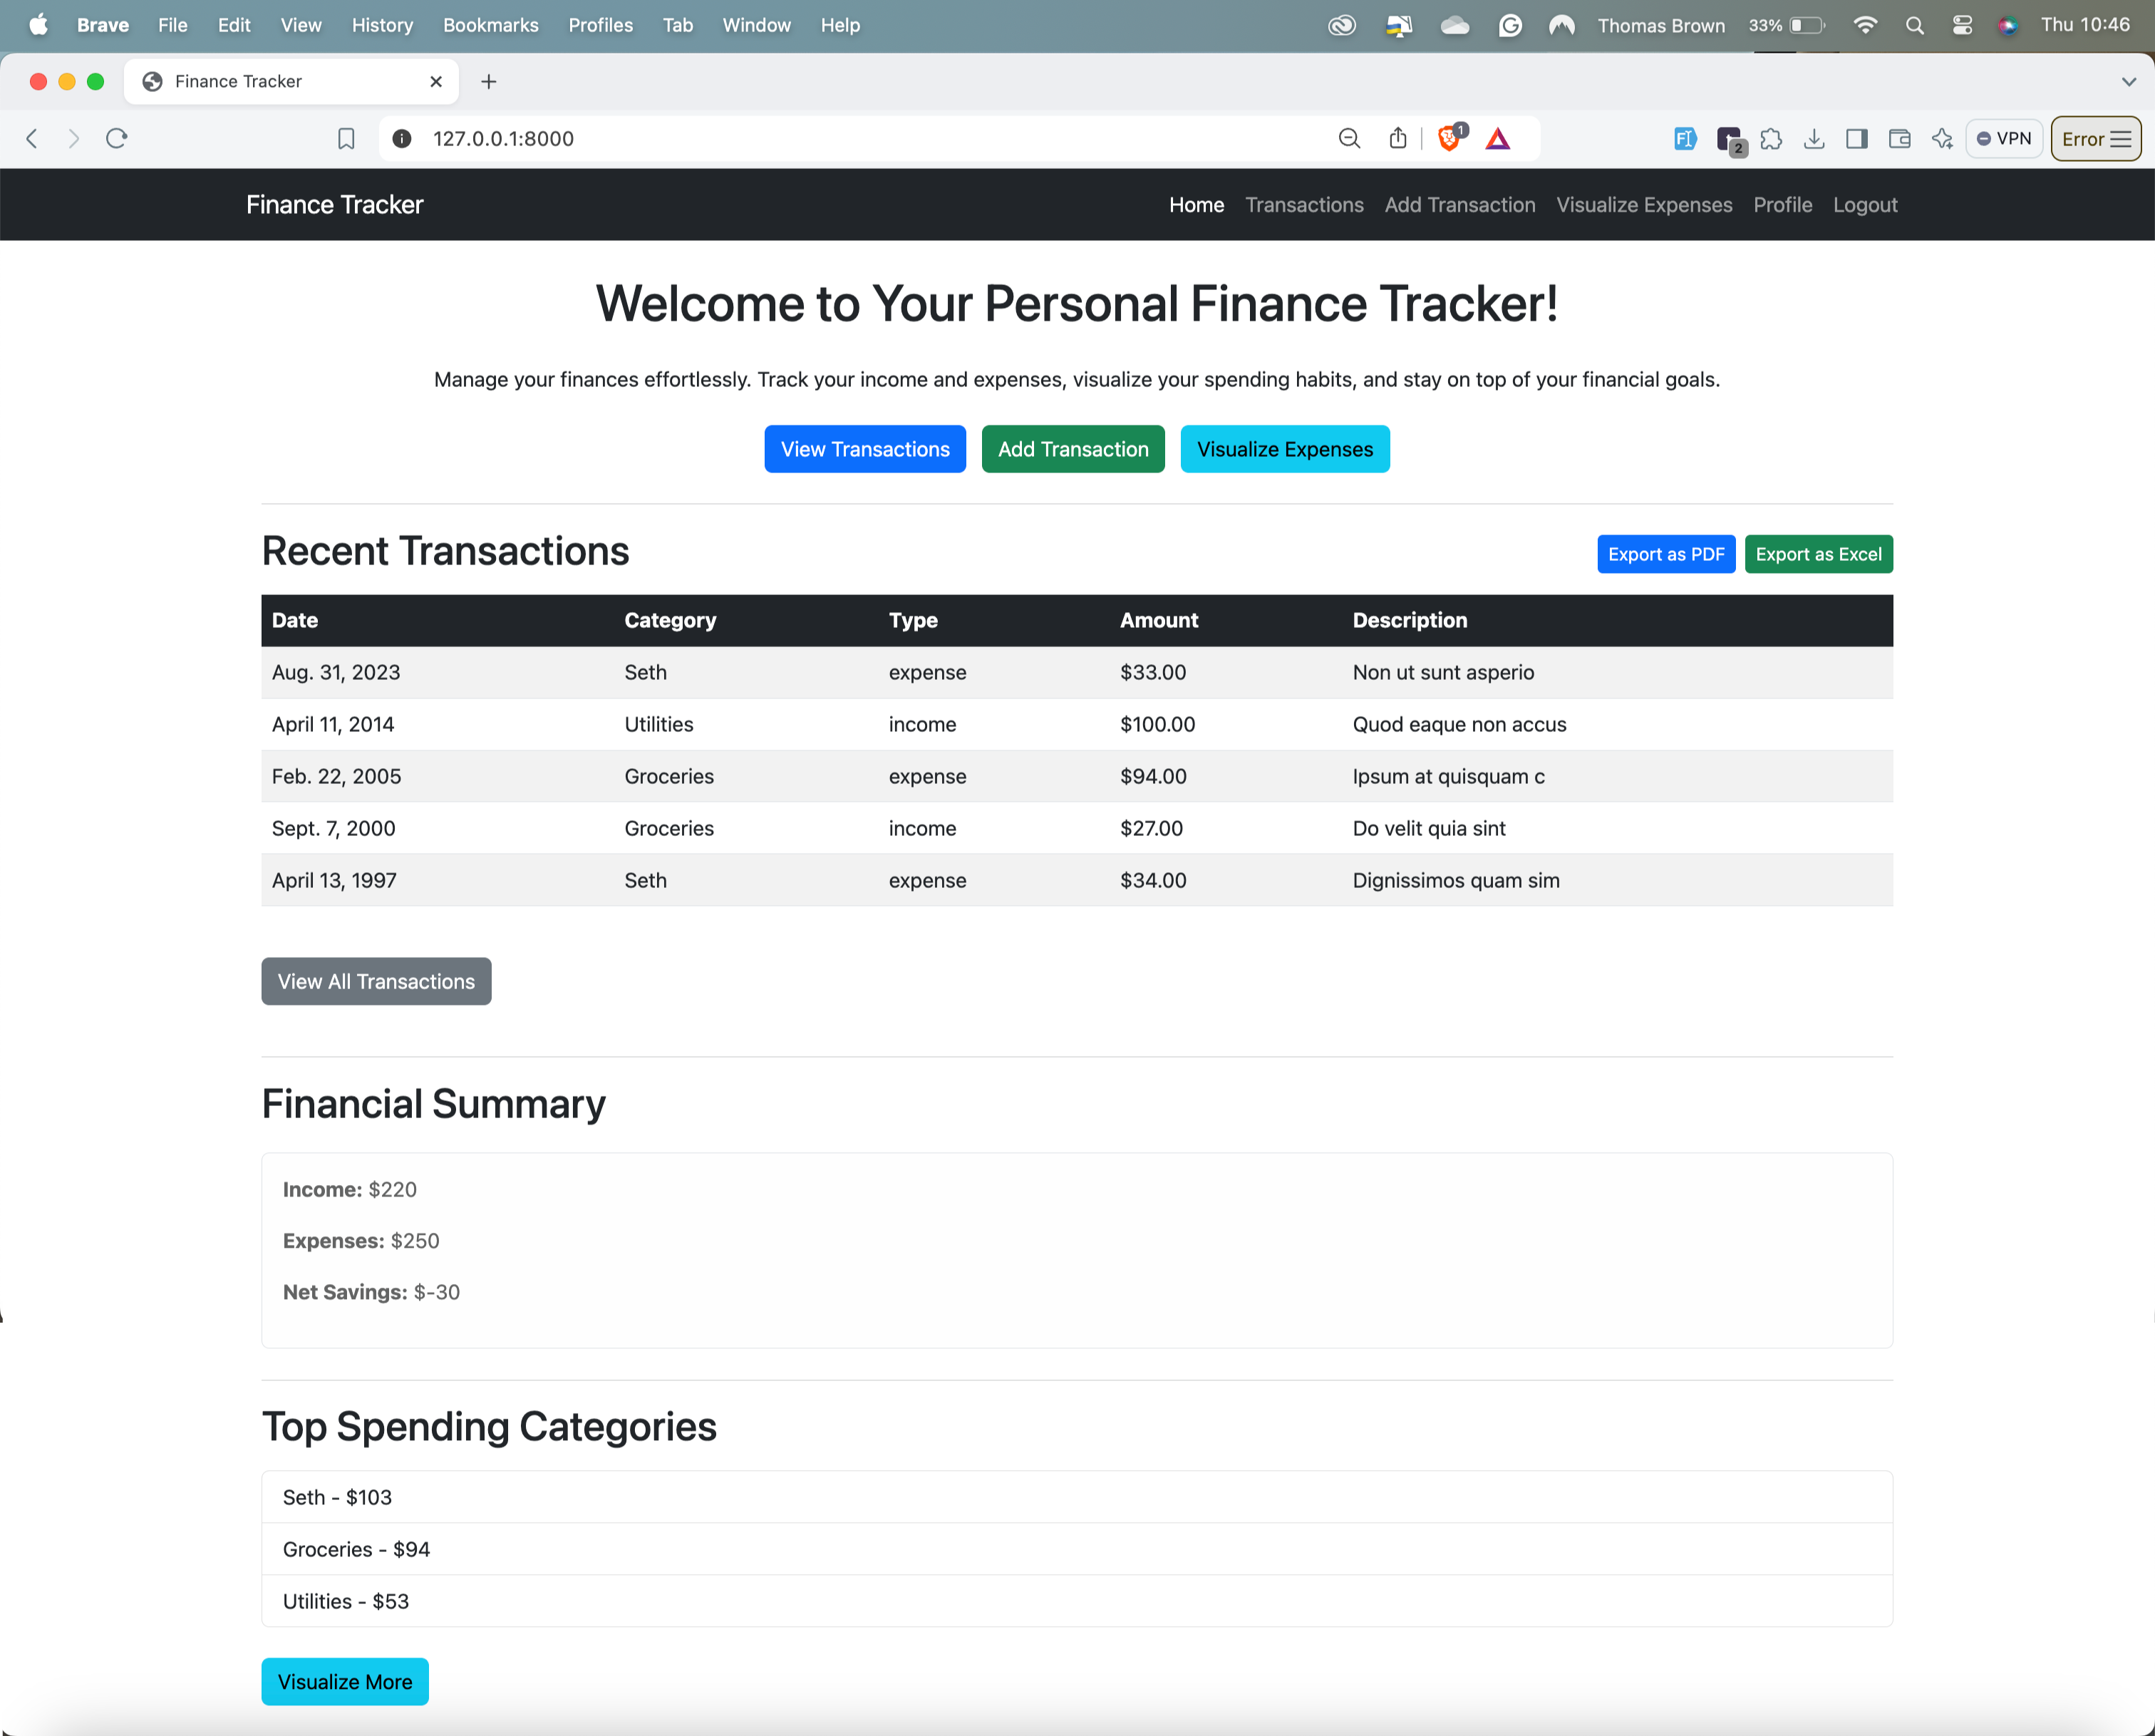 Brave File Edit View History Bookmarks Profiles Tab Window Help Thomas Brown 33% Thu 10:46
Finance Tracker
127.0.0.1:8000 1 2 VPN Error
Finance Tracker Home Transactions Add Transaction Visualize Expenses Profile Logout
Welcome to Your Personal Finance Tracker!
Manage your finances effortlessly. Track your income and expenses, visualize your spending habits, and stay on top of your financial goals.
View Transactions Add Transaction Visualize Expenses
Recent Transactions Export as PDF Export as Excel
Date Category Type Amount Description
Aug. 31, 2023 Seth expense $33.00 Non ut sunt asperio
April 11, 2014 Utilities income $100.00 Quod eaque non accus
Feb. 22, 2005 Groceries expense $94.00 Ipsum at quisquam c
Sept. 7, 2000 Groceries income $27.00 Do velit quia sint
April 13, 1997 Seth expense $34.00 Dignissimos quam sim
View All Transactions
Financial Summary
Income: $220
Expenses: $250
Net Savings: $-30
Top Spending Categories
Seth - $103
Groceries - $94
Utilities - $53
Visualize More